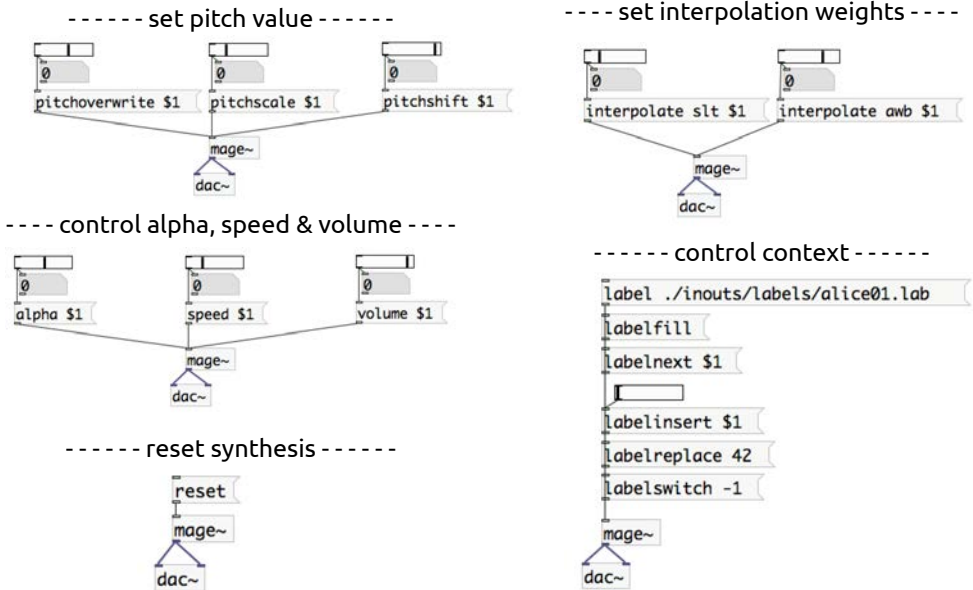 - - - - - - set pitch value - - - - - -
0 0 0
pitchoverwrite $1 pitchscale $1 pitchshift $1
mage~
dac~
- - - - control alpha, speed & volume - - - -
0 0 0
alpha $1 speed $1 volume $1
mage~
dac~
- - - - - - reset synthesis - - - - - -
reset
mage~
dac~
- - - - set interpolation weights - - - -
0 0
interpolate slt $1 interpolate awb $1
mage~
dac~
- - - - - - control context - - - - - -
label ./inouts/labels/alice01.lab
labelfill
labelnext $1
labelinsert $1
labelreplace 42
labelswitch -1
mage~
dac~